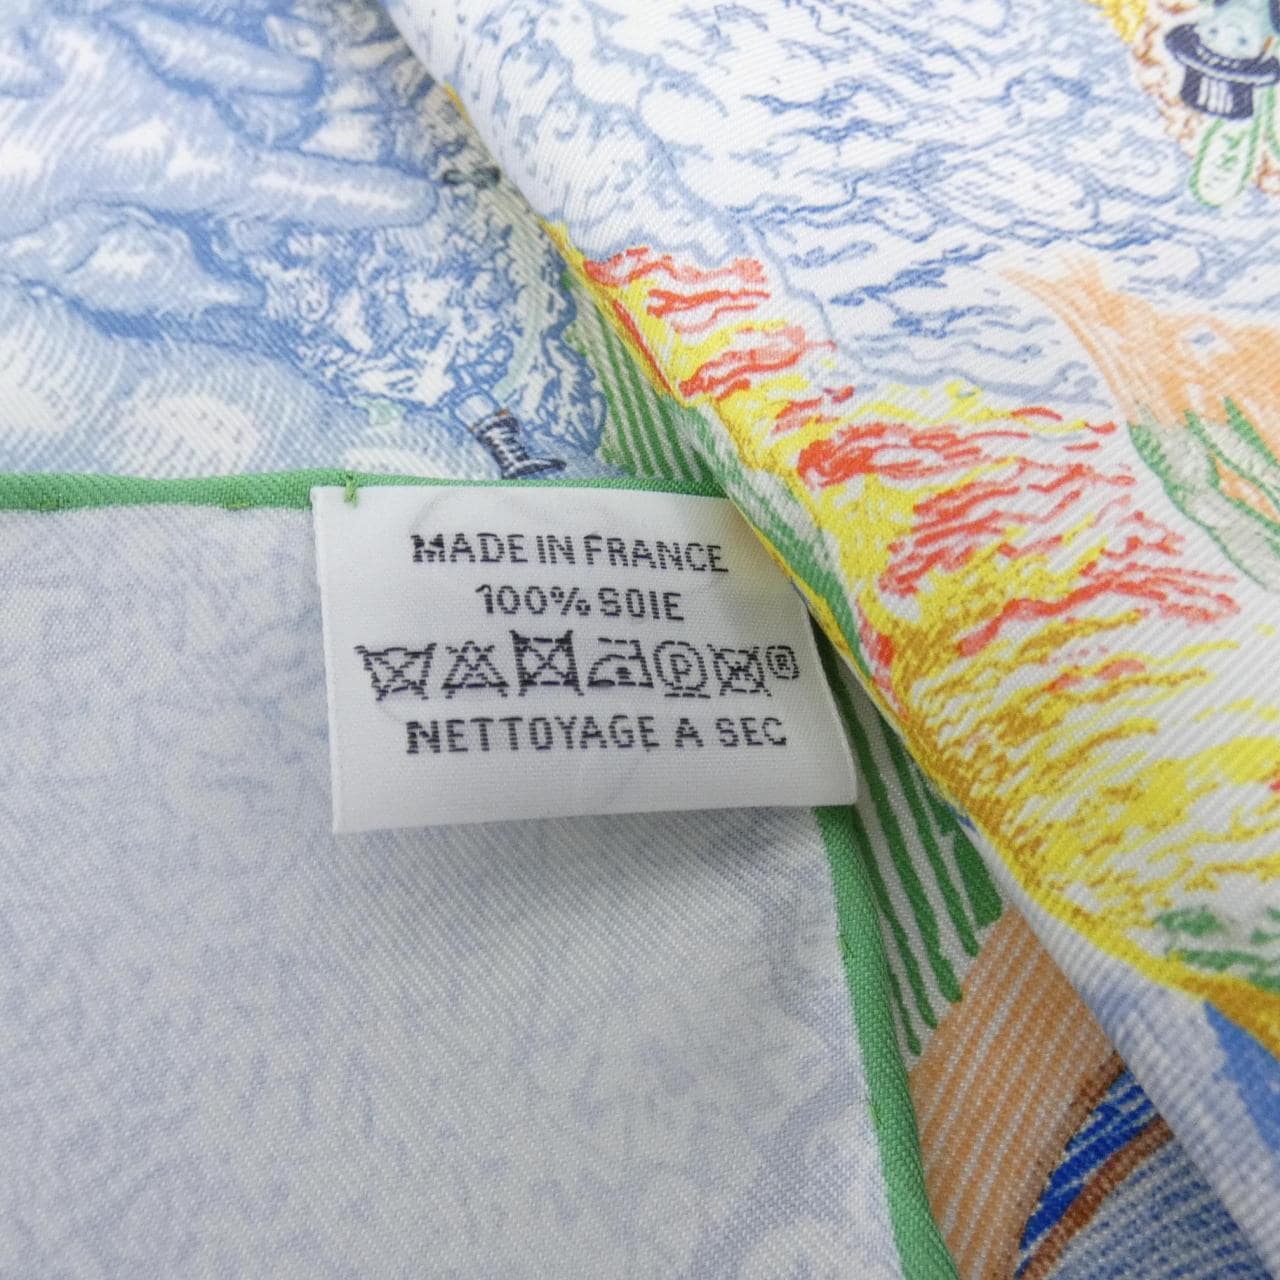 MADE IN FRANCE
100% SOIE
P ®
NETTOYAGE A SEC